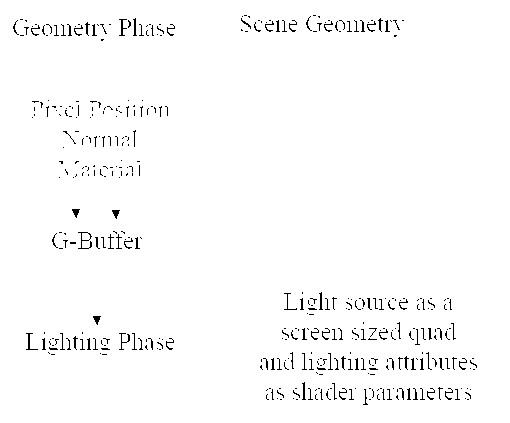 Geometry Phase
Scene Geometry
Pixel Position
Normal
Material
G-Buffer
Lighting Phase
Light source as a
screen sized quad
and lighting attributes
as shader parameters